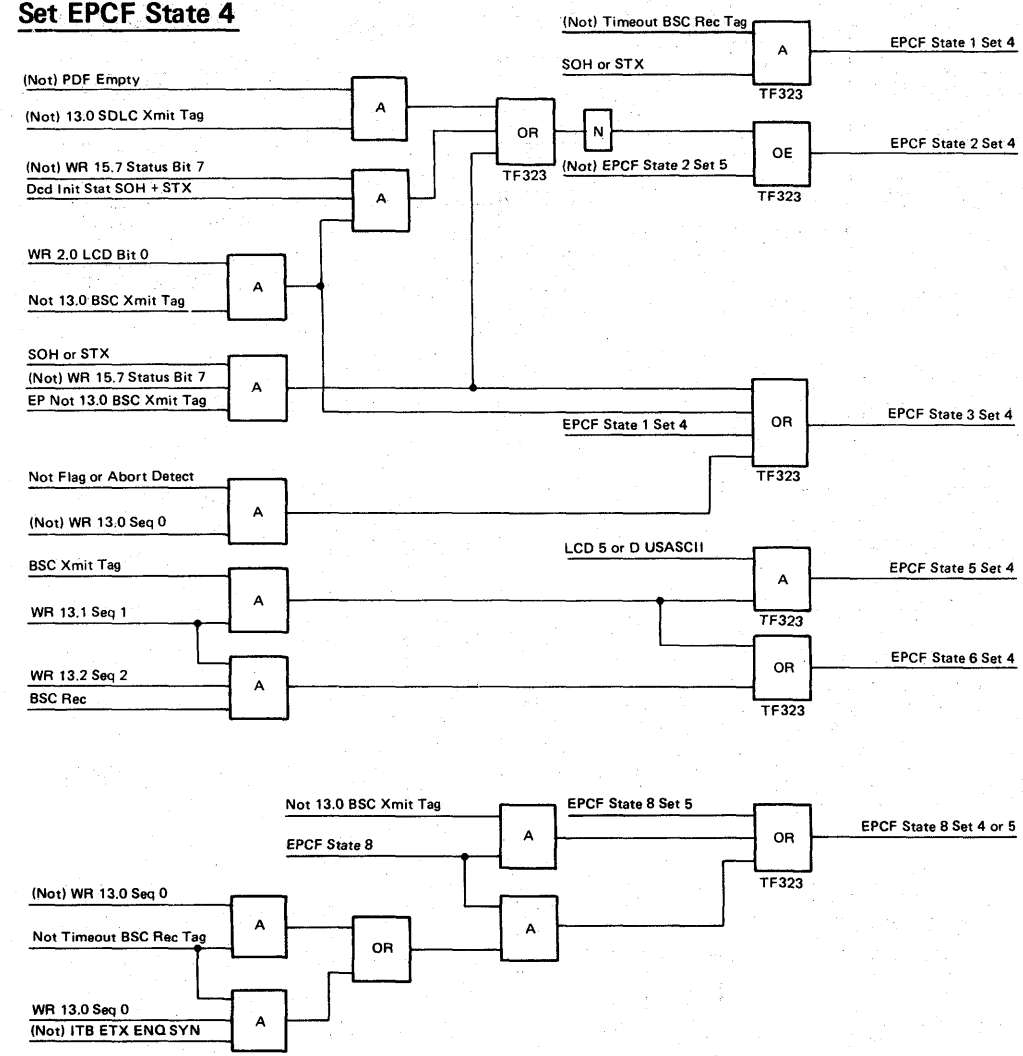 Set EPCF State 4
(Not) Timeout BSC Rec Tag
SOH or STX
A
TF323
EPCF State 1 Set 4
(Not) PDF Empty
(Not) 13.0 SDLC Xmit Tag
A
OR
TF323
N
(Not) EPCF State 2 Set 5
OE
TF323
EPCF State 2 Set 4
(Not) WR 15.7 Status Bit 7
Dcd Init Stat SOH + STX
A
WR 2.0 LCD Bit 0
Not 13.0 BSC Xmit Tag
A
SOH or STX
(Not) WR 15.7 Status Bit 7
EP Not 13.0 BSC Xmit Tag
A
EPCF State 1 Set 4
OR
TF323
EPCF State 3 Set 4
Not Flag or Abort Detect
(Not) WR 13.0 Seq 0
A
BSC Xmit Tag
WR 13.1 Seq 1
A
LCD 5 or D USASCII
A
TF323
EPCF State 5 Set 4
WR 13.2 Seq 2
BSC Rec
A
OR
TF323
EPCF State 6 Set 4
Not 13.0 BSC Xmit Tag
EPCF State 8
A
EPCF State 8 Set 5
OR
TF323
EPCF State 8 Set 4 or 5
(Not) WR 13.0 Seq 0
Not Timeout BSC Rec Tag
A
OR
A
WR 13.0 Seq 0
(Not) ITB ETX ENQ SYN
A